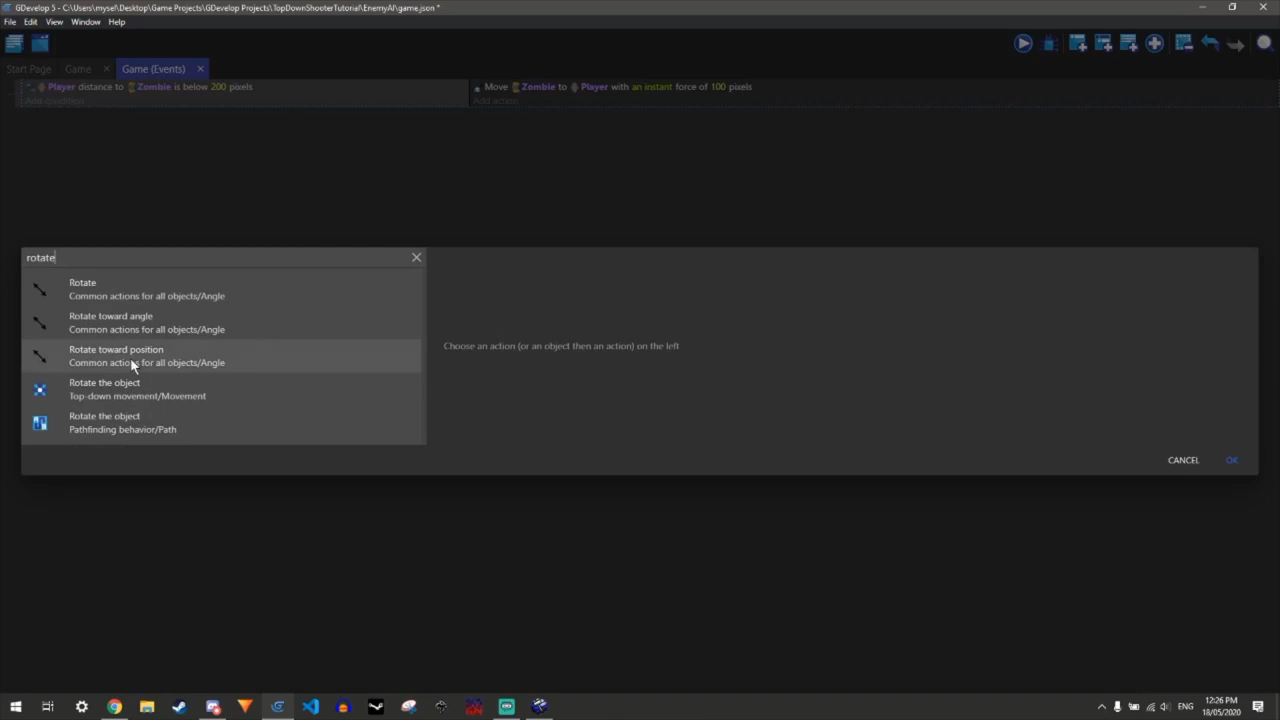 GDevelop 5 - C:\Users\mysel\Desktop\Game Projects\GDevelop Projects\TopDownShooterTutorial\EnemyAI\game.json *
File Edit View Window Help
Start Page Game Game (Events)
Player distance to Zombie is below 200 pixels
Move Zombie to Player with an instant force of 100 pixels
Add condition
Add action
rotate
Rotate
Common actions for all objects/Angle
Rotate toward angle
Common actions for all objects/Angle
Rotate toward position
Common actions for all objects/Angle
Choose an action (or an object then an action) on the left
Rotate the object
Top-down movement/Movement
Rotate the object
Pathfinding behavior/Path
CANCEL OK
ENG
12:26 PM
18/05/2020